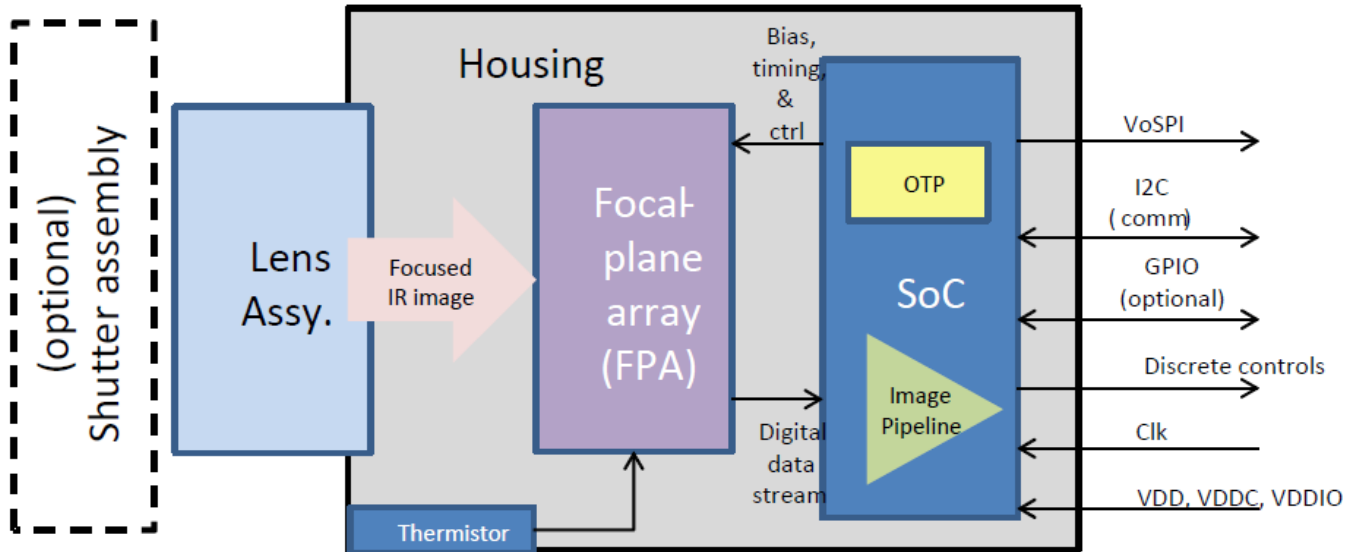 (optional)
Shutter assembly
Lens
Assy.
Housing
Focused
IR image
Focal-
plane
array
(FPA)
Thermistor
Bias,
timing,
&
ctrl
Digital
data
stream
OTP
SoC
Image
Pipeline
VoSPI
I2C
( comm)
GPIO
(optional)
Discrete controls
Clk
VDD, VDDC, VDDIO